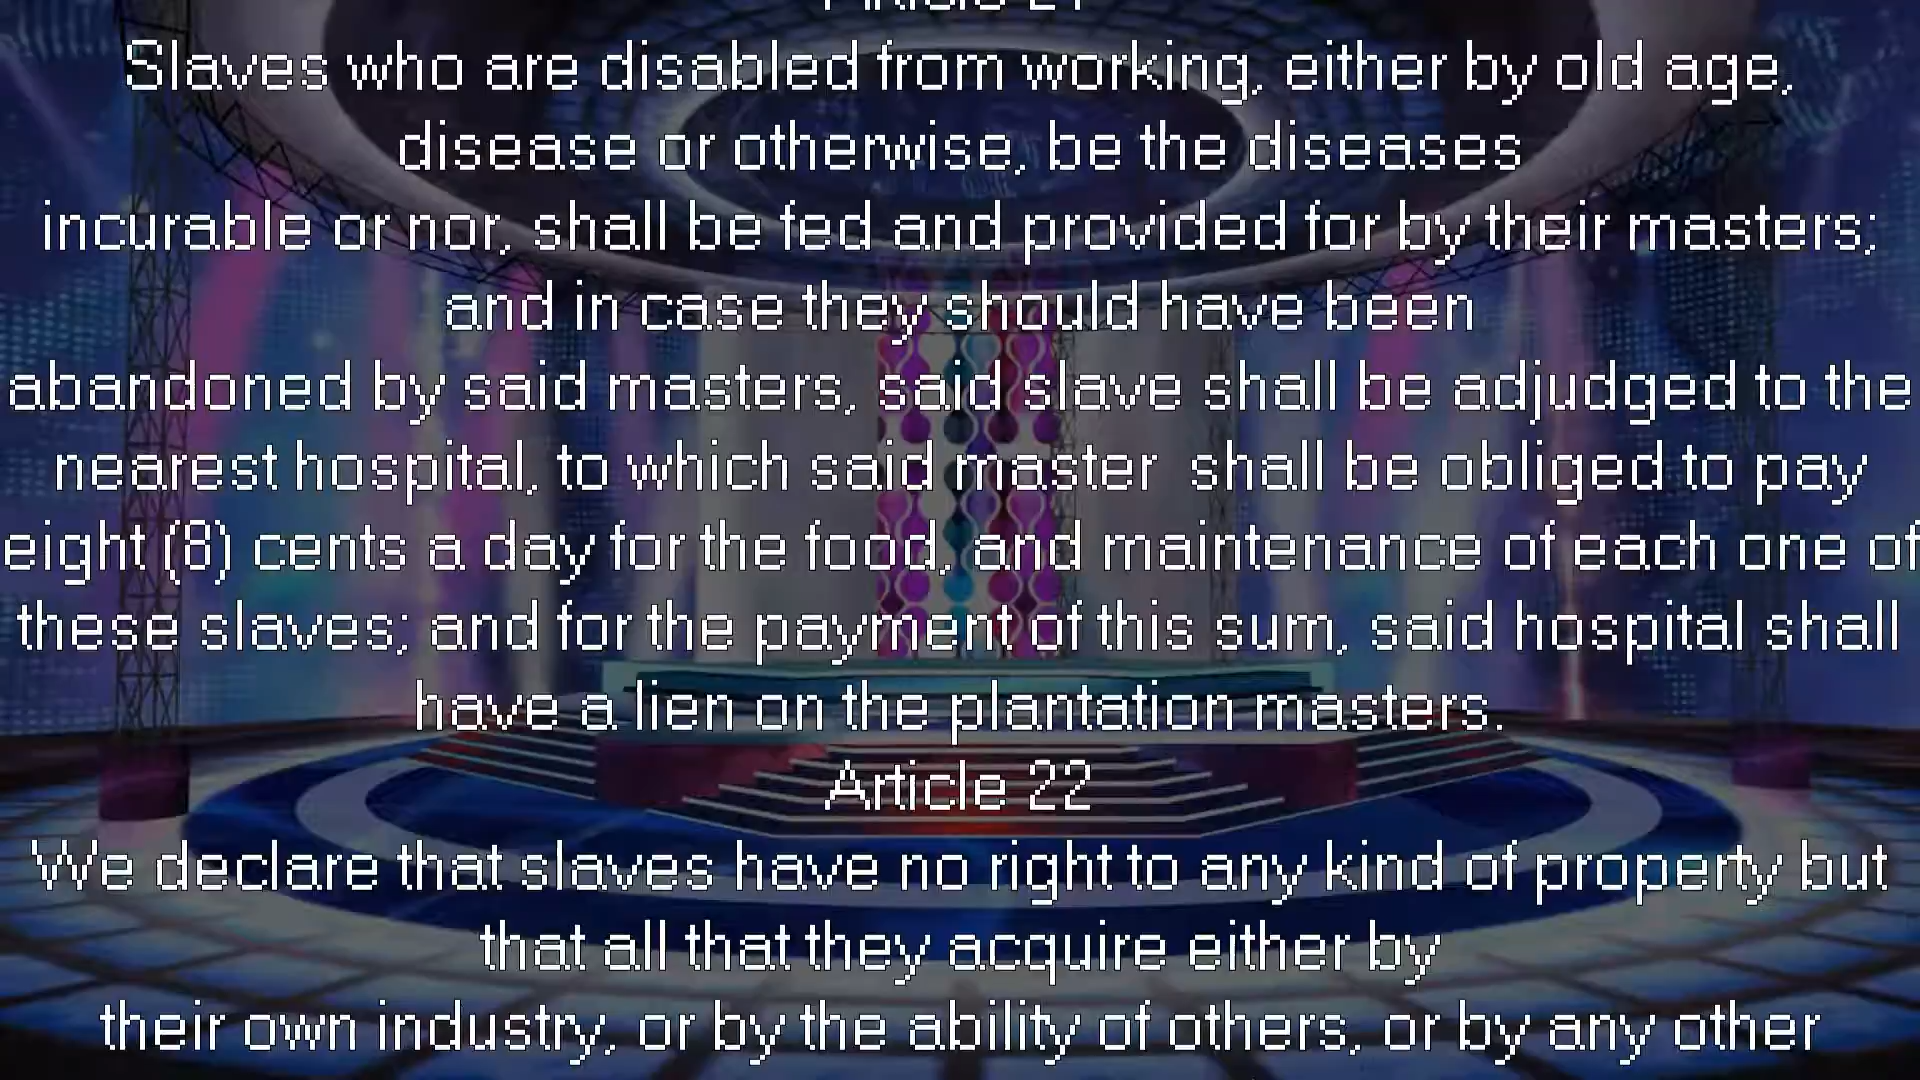 Article 21
Slaves who are disabled from working, either by old age,
disease or otherwise, be the diseases
incurable or nor, shall be fed and provided for by their masters;
and in case they should have been
abandoned by said masters, said slave shall be adjudged to the
nearest hospital, to which said master  shall be obliged to pay
eight (8) cents a day for the food, and maintenance of each one of
these slaves; and for the payment of this sum, said hospital shall
have a lien on the plantation masters.
Article 22
We declare that slaves have no right to any kind of property but
that all that they acquire either by
their own industry, or by the ability of others, or by any other